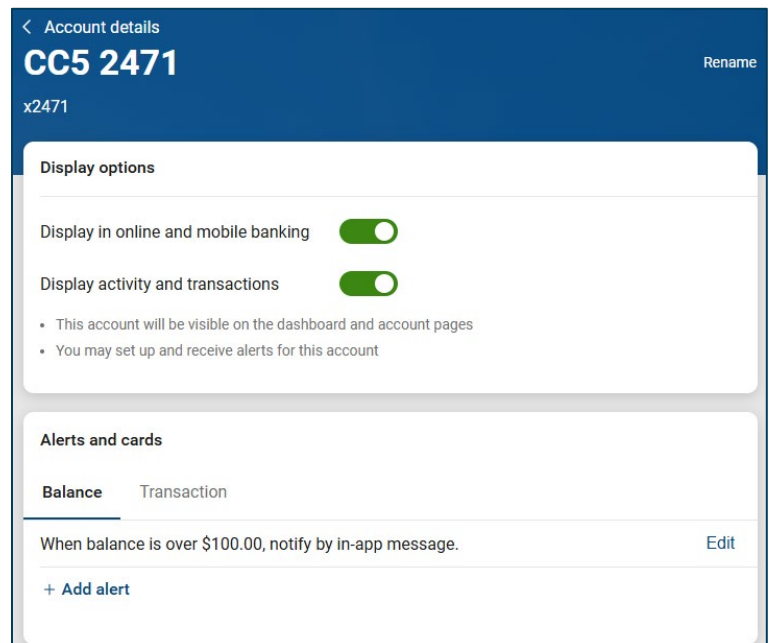 < Account details
CC5 2471
Rename
x2471
Display options
Display in online and mobile banking
Display activity and transactions
• This account will be visible on the dashboard and account pages
• You may set up and receive alerts for this account
Alerts and cards
Balance Transaction
When balance is over $100.00, notify by in-app message. Edit
+ Add alert